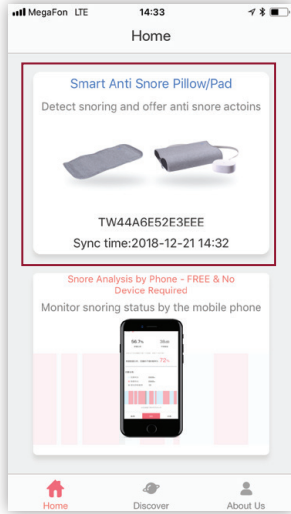 MegaFon LTE 14:33
Home
Smart Anti Snore Pillow/Pad
Detect snoring and offer anti snore actoins
TW44A6E52E3EEE
Sync time:2018-12-21 14:32
Snore Analysis by Phone - FREE & No
Device Required
Monitor snoring status by the mobile phone
Home Discover About Us